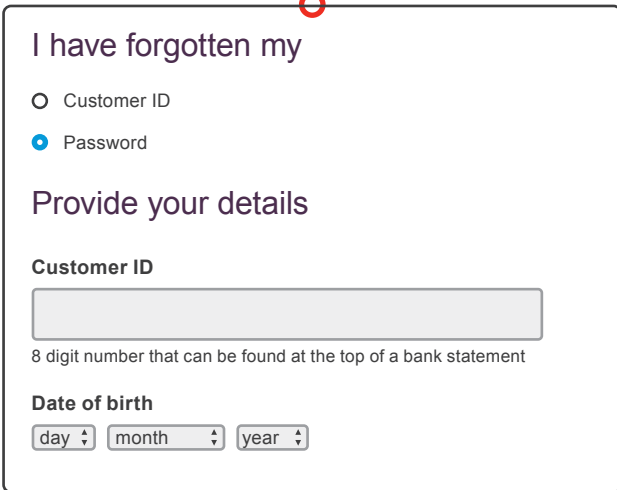 I have forgotten my
Customer ID
Password
Provide your details
Customer ID
8 digit number that can be found at the top of a bank statement
Date of birth
day month year